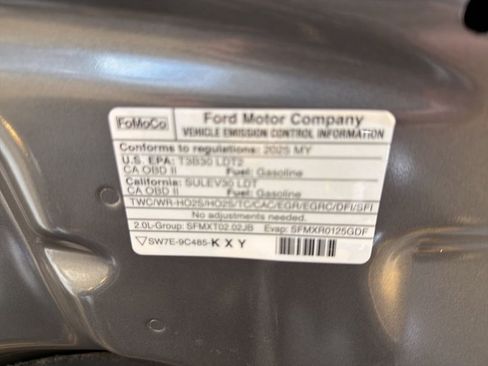 FoMoCo
Ford Motor Company
VEHICLE EMISSION CONTROL INFORMATION
Conforms to regulations: 2025 MY
U.S. EPA: T3B30 LDT2
CA OBD II Fuel: Gasoline
California: SULEV30 LDT
CA OBD II Fuel: Gasoline
TWC/WR-HO2S/HO2S/TC/CAC/EGR/EGRC/DFI/SFI
No adjustments needed.
2.0L-Group: SFMXT02.02JB Evap: SFMXR0125GDF
SW7E-9C485-KXY